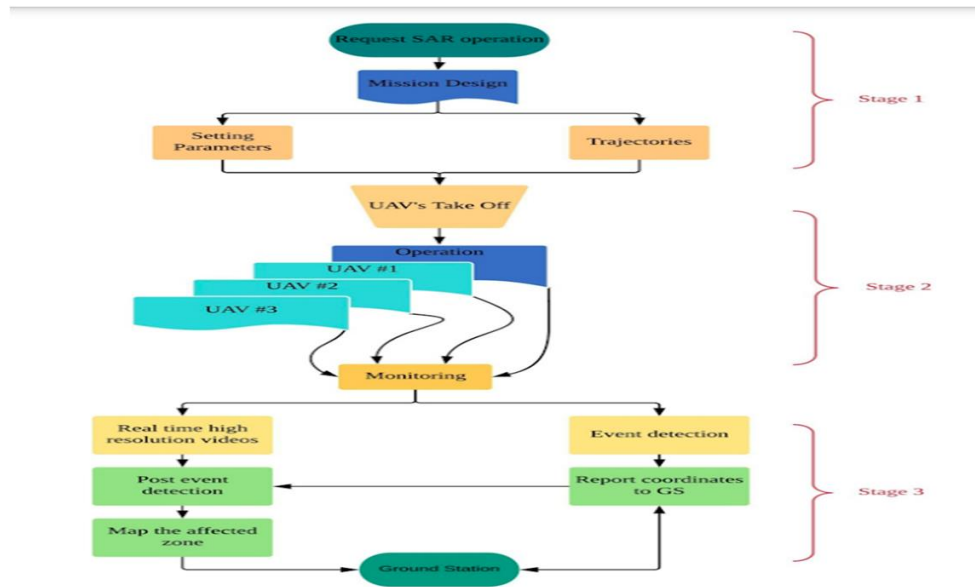 Request SAR operation
Mission Design
Stage 1
Setting
Parameters
Trajectories
UAV's Take Off
Operation
UAV #1
UAV #2
UAV #3
Stage 2
Monitoring
Real time high
resolution videos
Event detection
Post event
detection
Report coordinates
to GS
Stage 3
Map the affected
zone
Ground Station